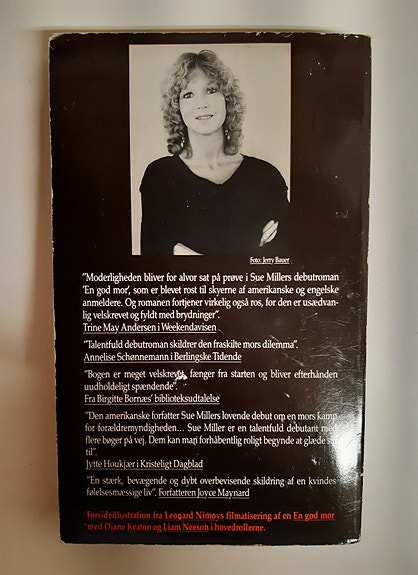 Foto: Jerry Bauer
"Moderligheden bliver for alvor sat på prøve i Sue Millers debutroman
'En god mor', som er blevet rost til skyerne af amerikanske og engelske
anmeldere. Og romanen fortjener virkelig også ros, for den er usædvan-
lig velskrevet og fyldt med brydninger".
Trine May Andersen i Weekendavisen
"Talentfuld debutroman skildrer den fraskilte mors dilemma".
Annelise Schønnemann i Berlingske Tidende
"Bogen er meget velskrevet, fænger fra starten og bliver efterhånden
uudholdeligt spændende".
Fra Birgitte Bornæs' biblioteksudtalelse
"Den amerikanske forfatter Sue Millers lovende debut om en mors kamp
for forældremyndigheden... Sue Miller er en talentfuld debutant med
flere bøger på vej. Dem kan man forhåbentlig roligt begynde at glæde sig
til".
Jytte Houkjær i Kristeligt Dagblad
"En stærk, bevægende og dybt overbevisende skildring af en kvindes
følelsesmæssige liv". Forfatteren Joyce Maynard
Forsideillustration fra Leogard Nimoys filmatisering af en En god mor
med Diane Keaton og Liam Neeson i hovedrollerne.